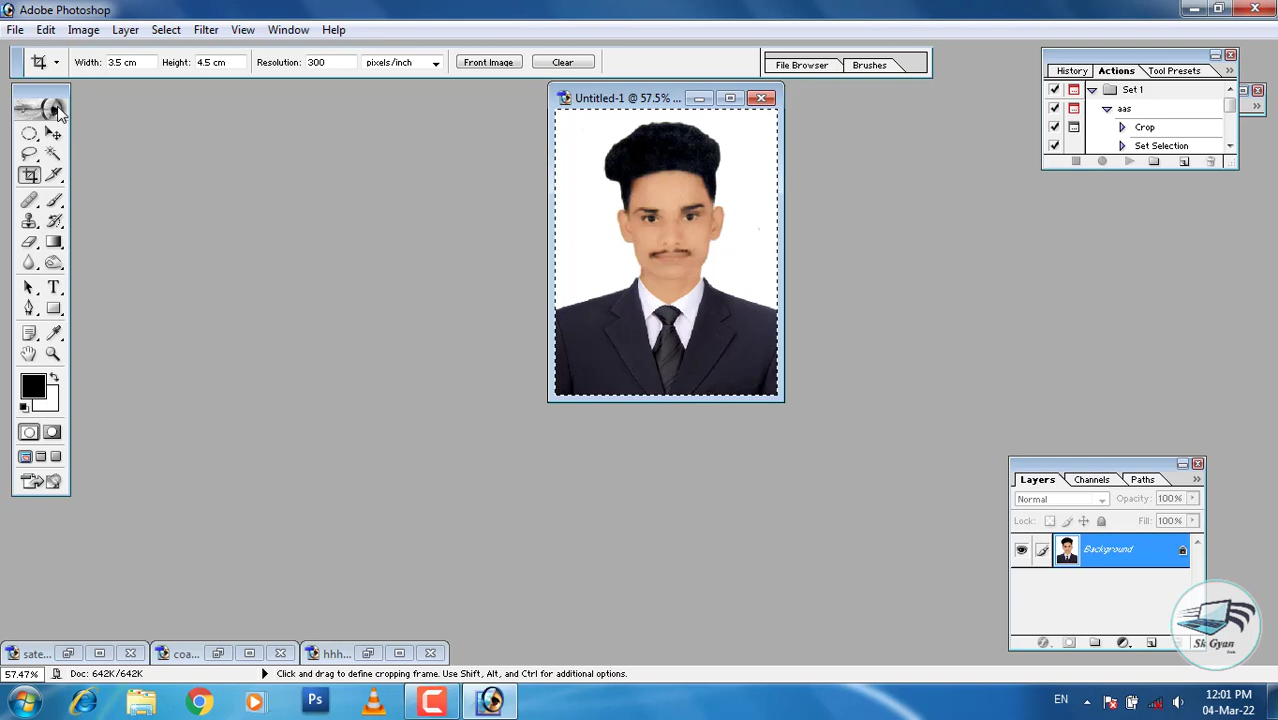 Adobe Photoshop
File Edit Image Layer Select Filter View Window Help
Width: 3.5 cm Height: 4.5 cm Resolution: 300 pixels/inch Front Image Clear File Browser Brushes
History Actions Tool Presets
Set 1
aas
Crop
Set Selection
Untitled-1 @ 57.5% ...
T
Layers Channels Paths
Normal Opacity: 100%
Lock: Fill: 100%
Background
Sk Gyan
sate... coa... hhh...
57.47% Doc: 642K/642K Click and drag to define cropping frame. Use Shift, Alt, and Ctrl for additional options.
Ps
EN
12:01 PM
04-Mar-22